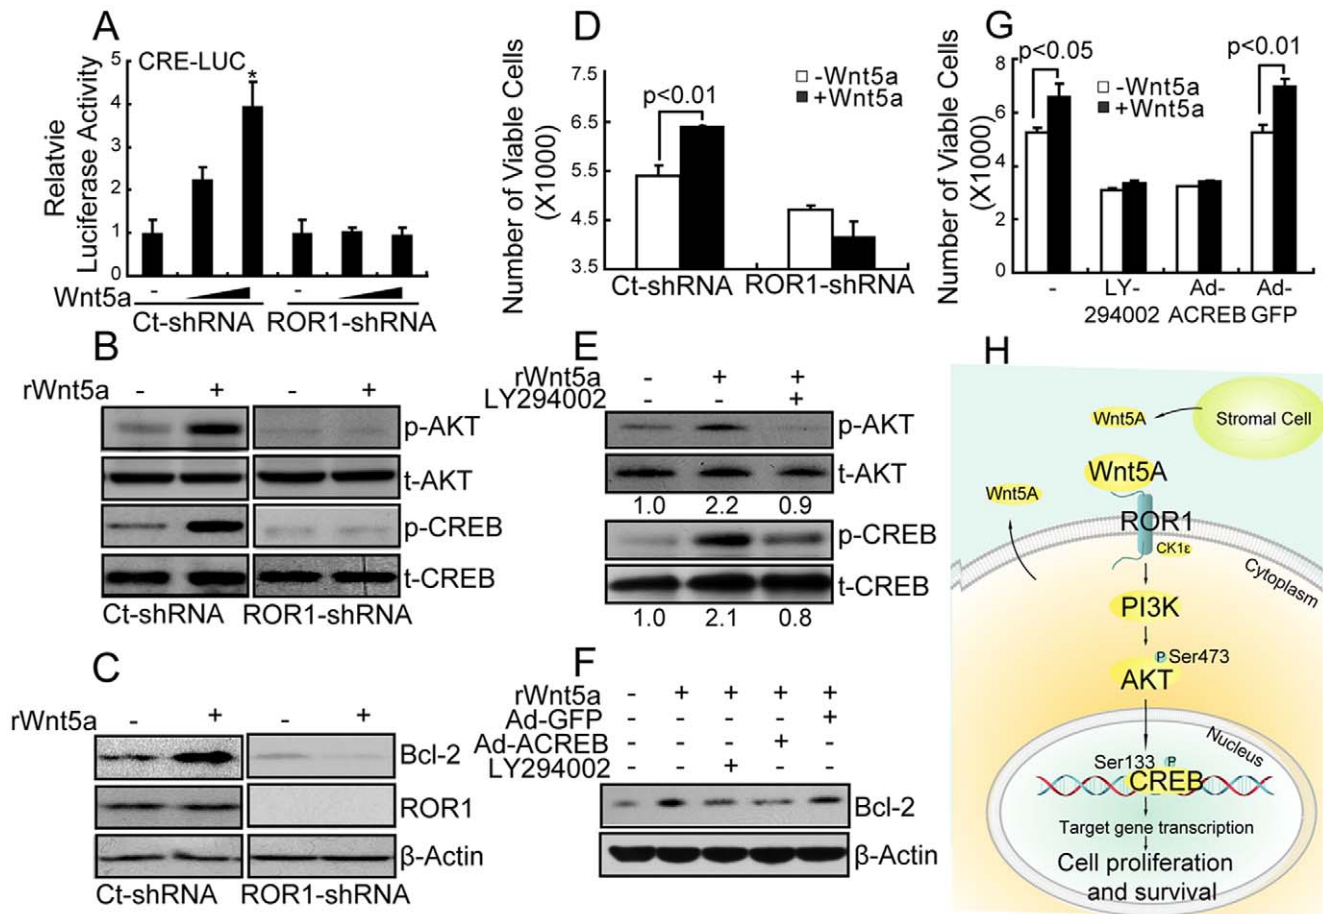 A
CRE-LUC
*
Relatvie
Luciferase Activity
5
4
3
2
1
0
Wnt5a
- -
Ct-shRNA ROR1-shRNA
B
rWnt5a - + - +
p-AKT
t-AKT
p-CREB
t-CREB
Ct-shRNA ROR1-shRNA
C
rWnt5a - + - +
Bcl-2
ROR1
β-Actin
Ct-shRNA ROR1-shRNA
D
Number of Viable Cells
(X1000)
7.5
6.5
5.5
4.5
3.5
p<0.01
-Wnt5a
+Wnt5a
Ct-shRNA ROR1-shRNA
E
rWnt5a - + +
LY294002 +
p-AKT
t-AKT
1.0 2.2 0.9
p-CREB
t-CREB
1.0 2.1 0.8
F
rWnt5a - + + + +
Ad-GFP - - - - +
Ad-ACREB - - - + -
LY294002 - - + - -
Bcl-2
β-Actin
G
Number of Viable Cells
(X1000)
8
6
4
2
0
p<0.05
p<0.01
-Wnt5a
+Wnt5a
- LY- Ad- Ad-
294002 ACREB GFP
H
Wnt5A
Stromal Cell
Wnt5A
Wnt5A
ROR1
CK1ε
Cytoplasm
PI3K
P Ser473
AKT
Nucleus
Ser133 P
CREB
Target gene transcription
Cell proliferation
and survival